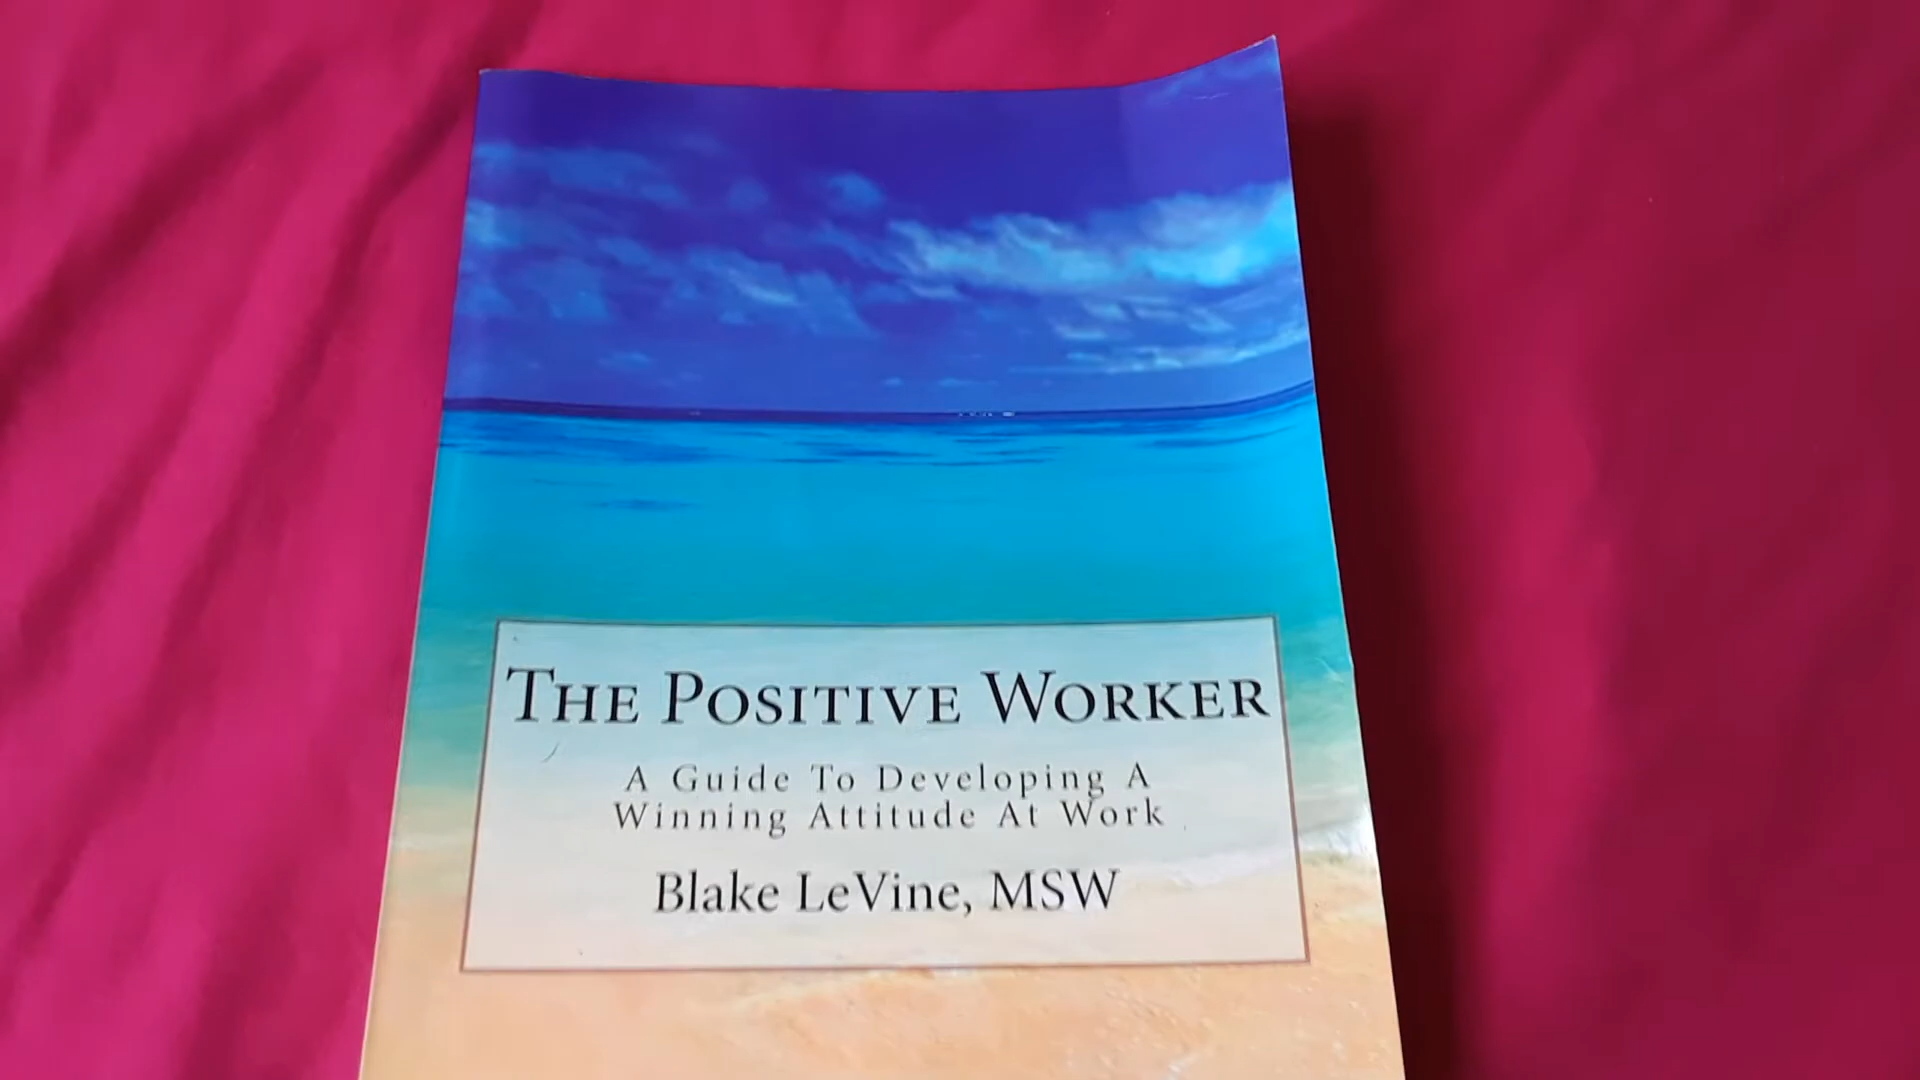 The Positive Worker
A Guide To Developing A
Winning Attitude At Work
Blake LeVine, MSW